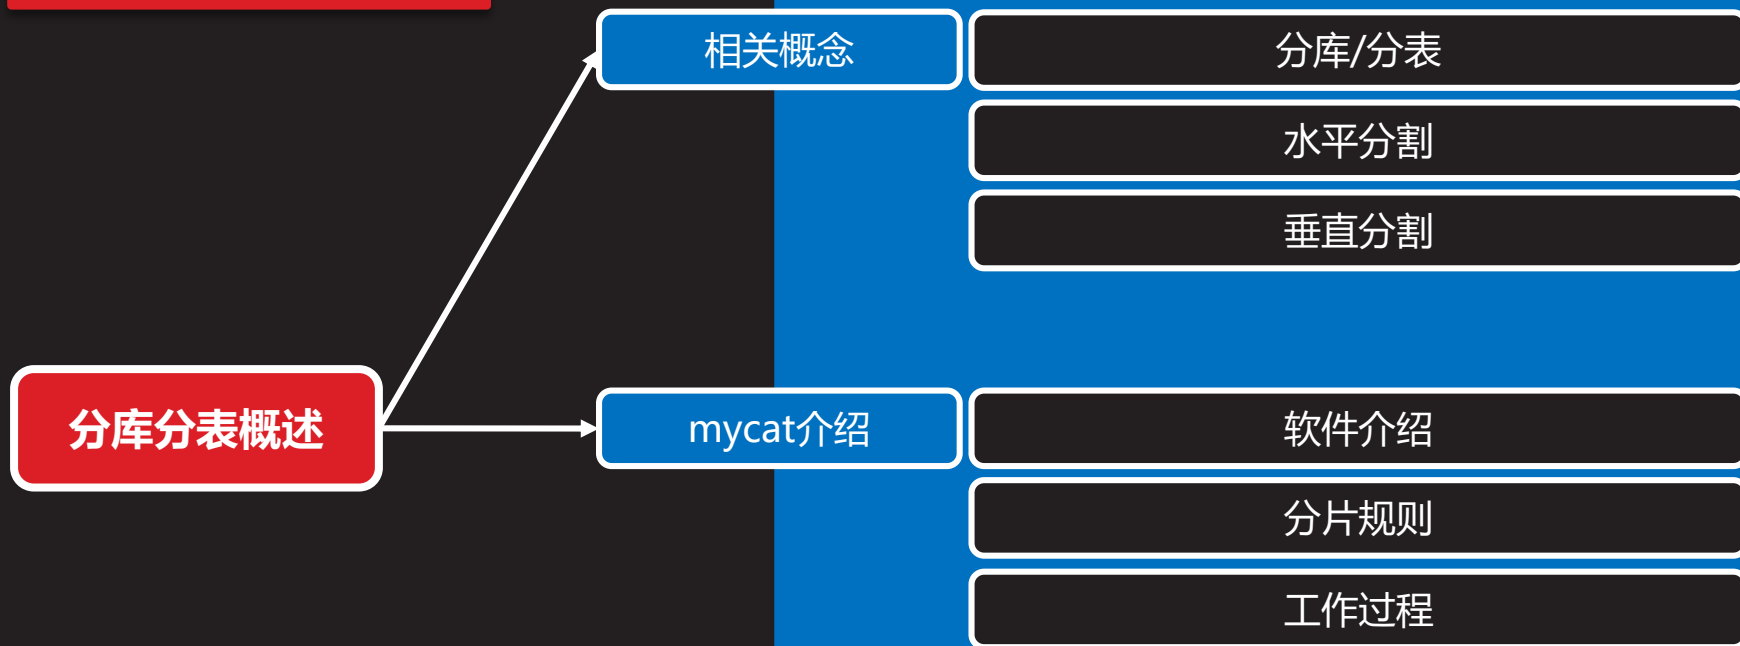 相关概念
分库/分表
水平分割
垂直分割
分库分表概述
mycat介绍
软件介绍
分片规则
工作过程